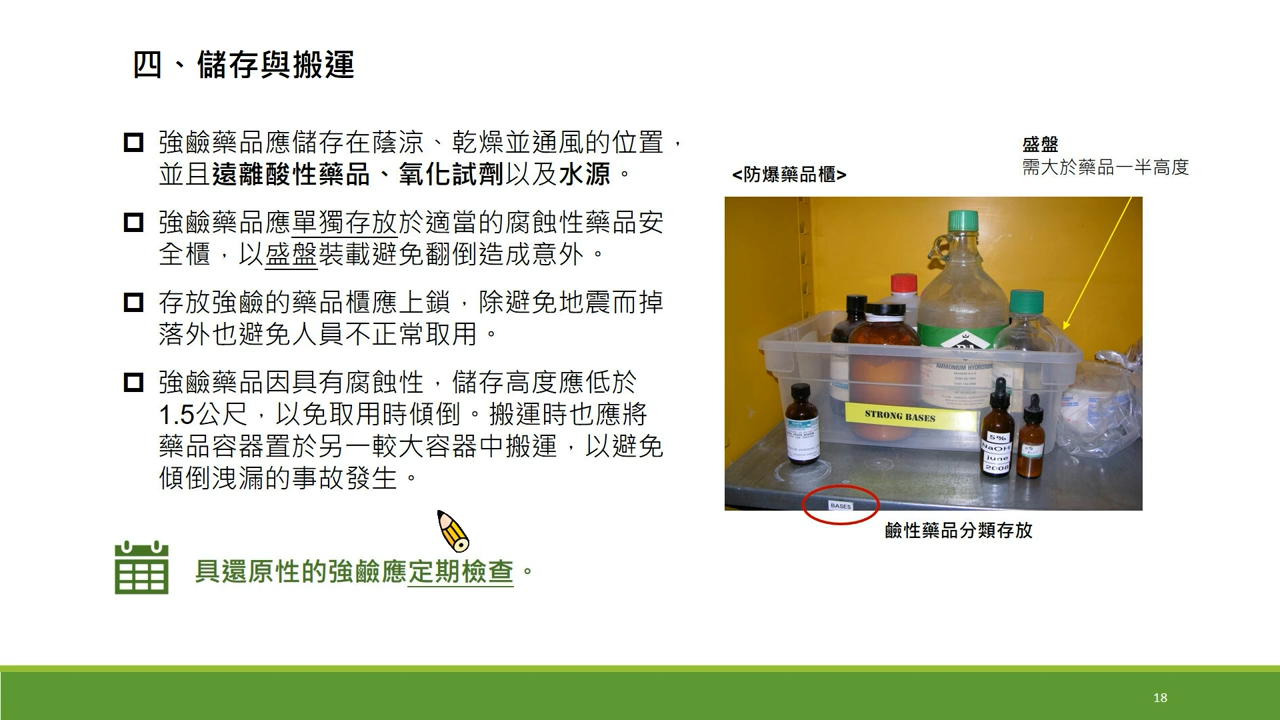 四、儲存與搬運
強鹼藥品應儲存在蔭涼、乾燥並通風的位置，
並且遠離酸性藥品、氧化試劑以及水源。
強鹼藥品應單獨存放於適當的腐蝕性藥品安
全櫃，以盛盤裝載避免翻倒造成意外。
存放強鹼的藥品櫃應上鎖，除避免地震而掉
落外也避免人員不正常取用。
強鹼藥品因具有腐蝕性，儲存高度應低於
1.5公尺，以免取用時傾倒。搬運時也應將
藥品容器置於另一較大容器中搬運，以避免
傾倒洩漏的事故發生。
具還原性的強鹼應定期檢查。
<防爆藥品櫃>
盛盤
需大於藥品一半高度
AMMONIUM HYDROXIDE
STRONG BASES
5%
NaOH
june
2008
BASES
鹼性藥品分類存放
18